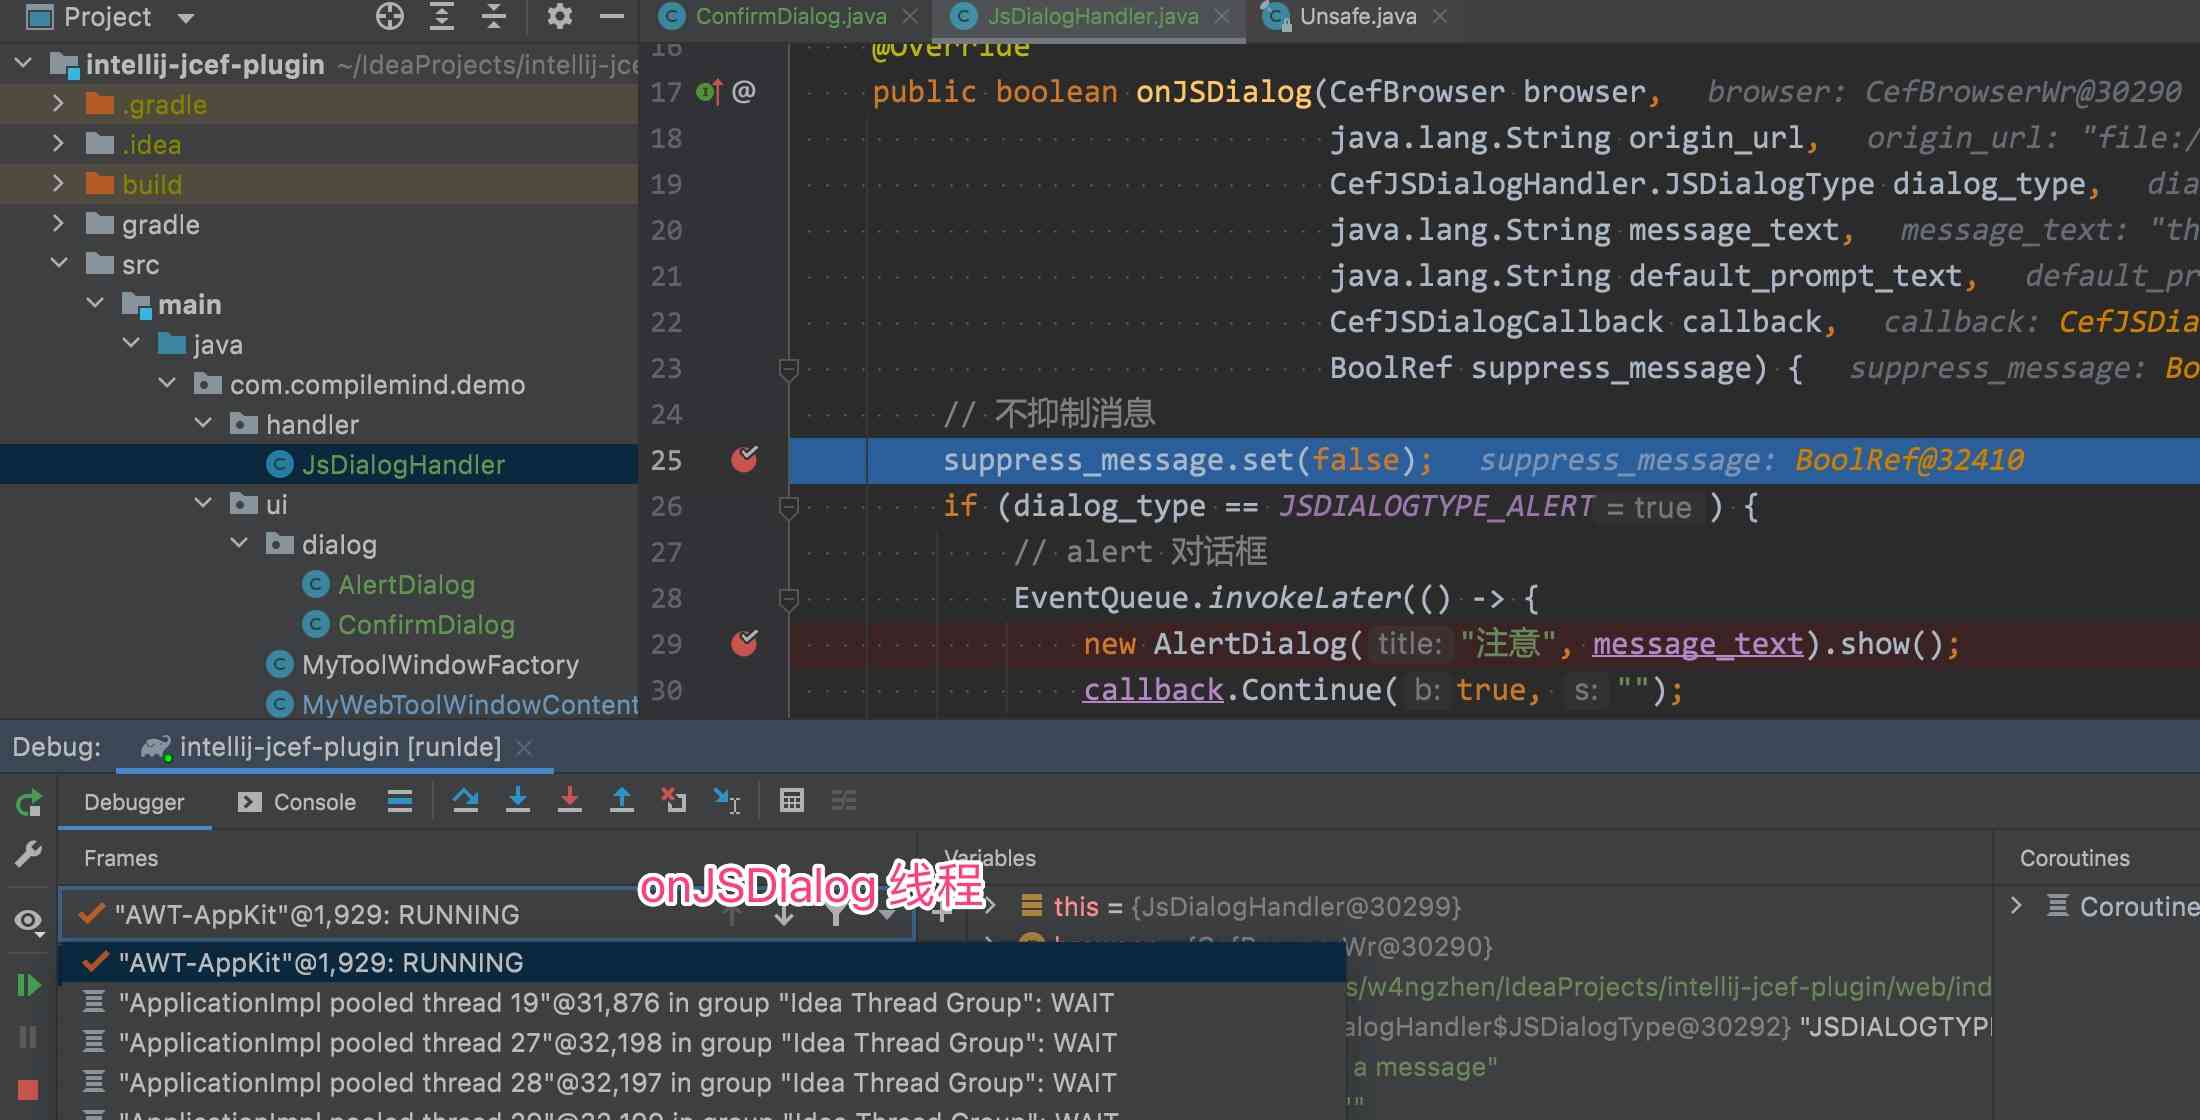 Project
ConfirmDialog.java
JsDialogHandler.java
Unsafe.java
intellij-jcef-plugin ~/IdeaProjects/intellij-jce
.gradle
.idea
build
gradle
src
main
java
com.compilemind.demo
handler
JsDialogHandler
ui
dialog
AlertDialog
ConfirmDialog
MyToolWindowFactory
MyWebToolWindowContent
16 @Override
17 @ public boolean onJSDialog(CefBrowser browser, browser: CefBrowserWr@30290
18 java.lang.String origin_url, origin_url: "file:/
19 CefJSDialogHandler.JSDialogType dialog_type, dia
20 java.lang.String message_text, message_text: "th
21 java.lang.String default_prompt_text, default_pr
22 CefJSDialogCallback callback, callback: CefJSDia
23 BoolRef suppress_message) { suppress_message: Bo
24 // 不抑制消息
25 suppress_message.set(false); suppress_message: BoolRef@32410
26 if (dialog_type == JSDIALOGTYPE_ALERT = true ) {
27 // alert 对话框
28 EventQueue.invokeLater(() -> {
29 new AlertDialog( title: "注意", message_text).show();
30 callback.Continue( b: true, s: "");
Debug: intellij-jcef-plugin [runIde]
Debugger Console
Frames
onJSDialog 线程
Variables
Coroutines
"AWT-AppKit"@1,929: RUNNING
this = {JsDialogHandler@30299}
Coroutine
"AWT-AppKit"@1,929: RUNNING
Wr@30290}
"ApplicationImpl pooled thread 19"@31,876 in group "Idea Thread Group": WAIT
s/w4ngzhen/IdeaProjects/intellij-jcef-plugin/web/ind
"ApplicationImpl pooled thread 27"@32,198 in group "Idea Thread Group": WAIT
alogHandler$JSDialogType@30292} "JSDIALOGTYP
"ApplicationImpl pooled thread 28"@32,197 in group "Idea Thread Group": WAIT
a message"
"ApplicationImpl pooled thread in group "Idea Thread Group": WAIT
""